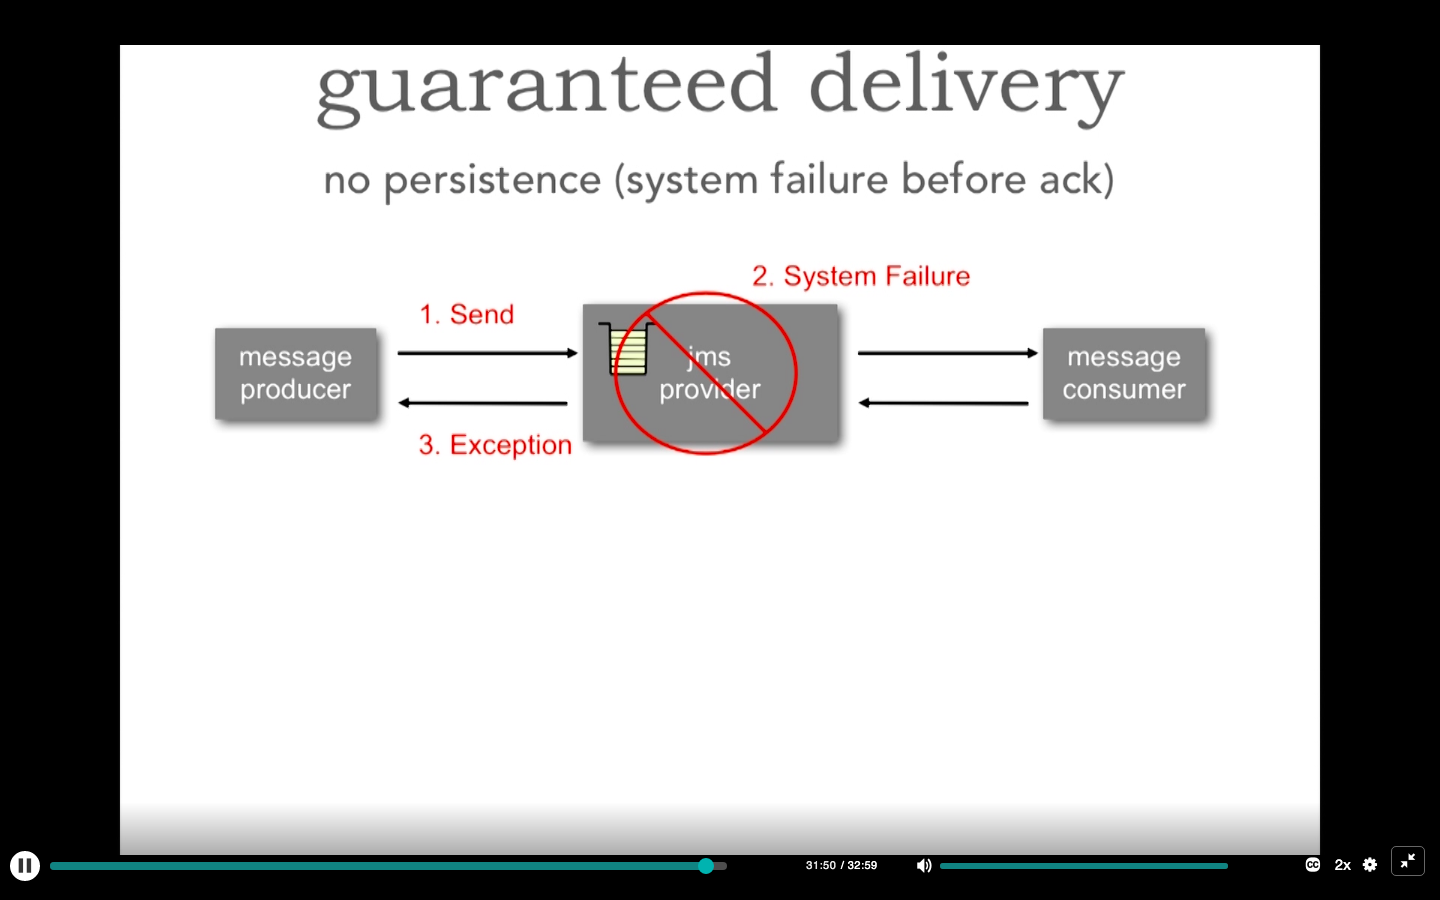 guaranteed delivery
no persistence (system failure before ack)
2. System Failure
1. Send
message
producer
jms
provider
message
consumer
3. Exception
31:50 / 32:59
CC
2x